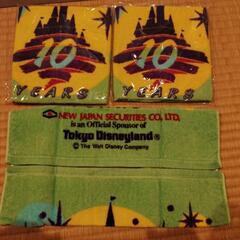 10
YEARS
10
YEARS
NEW JAPAN SECURITIES CO., LTD.
is an Official Sponsor of
Tokyo Disneyland®
© The Walt Disney Company